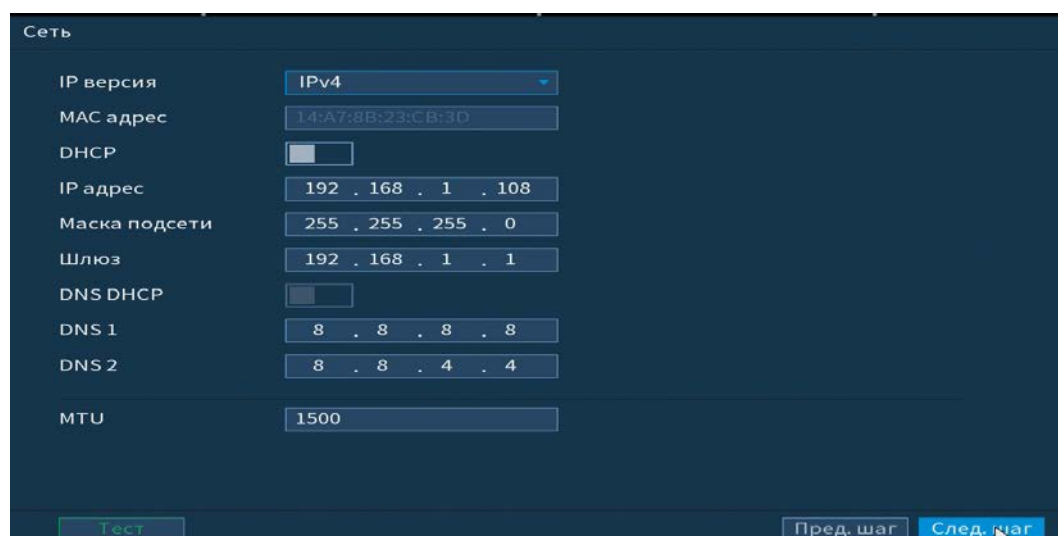 Сеть
IP версия IPv4
MAC адрес 14:A7:8B:23:CB:3D
DHCP
IP адрес 192 . 168 . 1 . 108
Маска подсети 255 . 255 . 255 . 0
Шлюз 192 . 168 . 1 . 1
DNS DHCP
DNS 1 8 . 8 . 8 . 8
DNS 2 8 . 8 . 4 . 4
MTU 1500
Тест Пред. шаг След. шаг